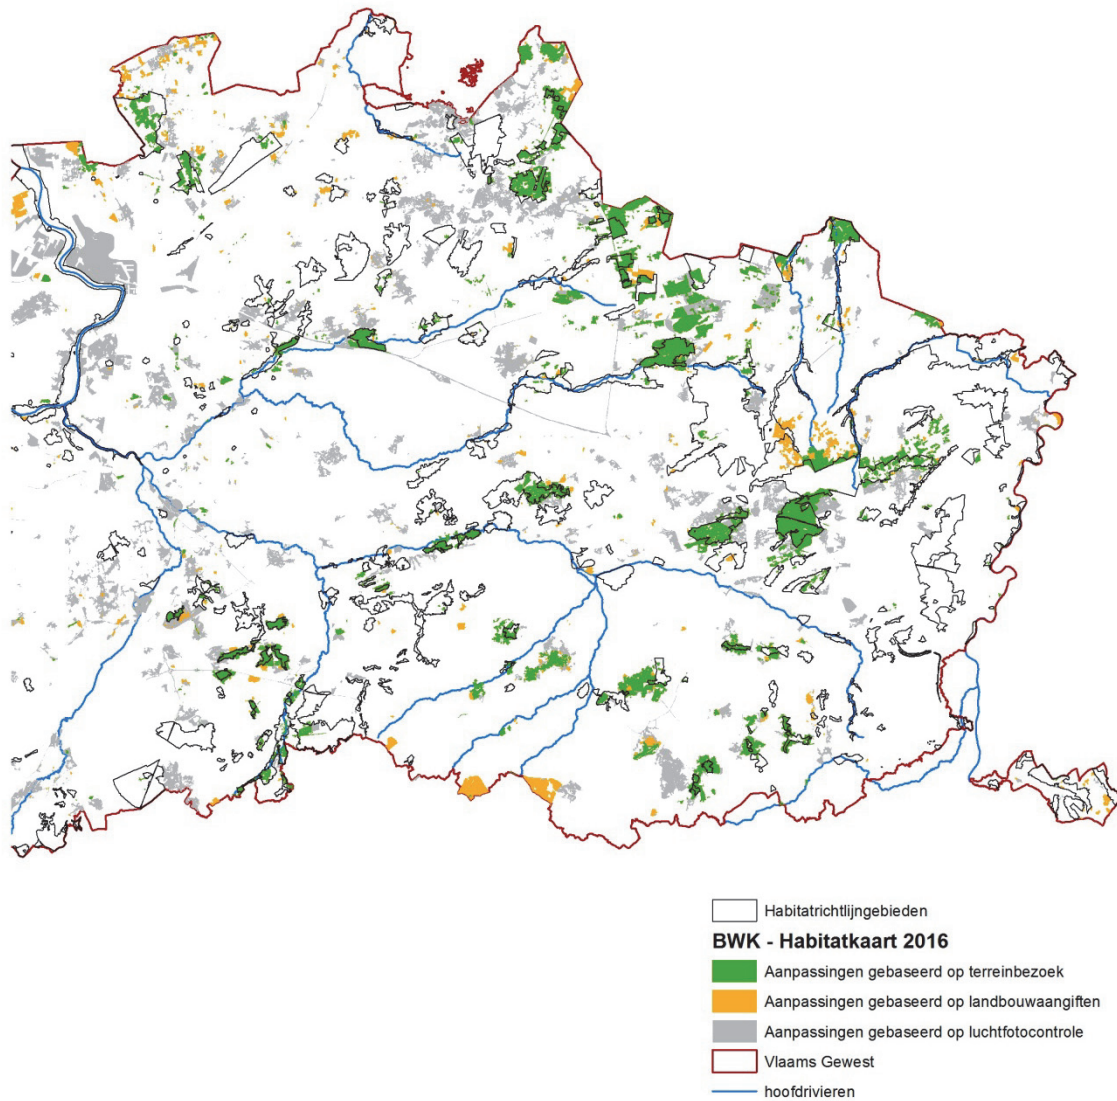 Habitatrichtlijngebieden
BWK - Habitatkaart 2016
Aanpassingen gebaseerd op terreinbezoek
Aanpassingen gebaseerd op landbouwaangiften
Aanpassingen gebaseerd op luchtfotocontrole
Vlaams Gewest
hoofdrivieren